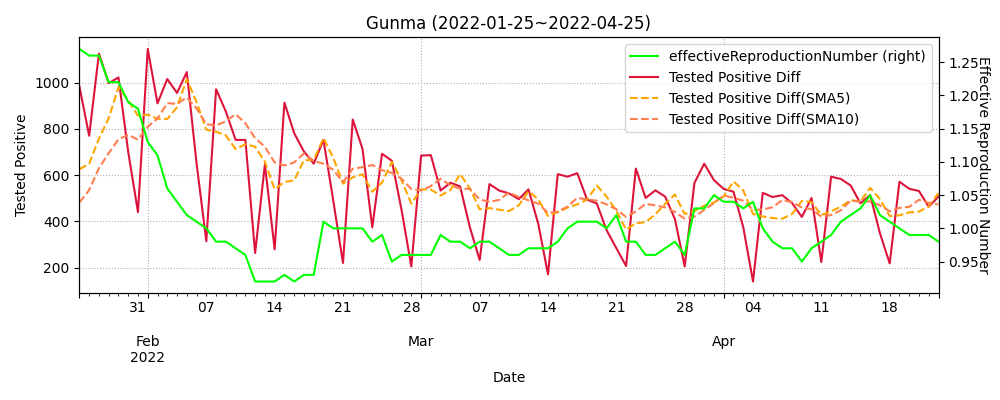 Gunma (2022-01-25~2022-04-25)
effectiveReproductionNumber (right)
Tested Positive Diff
Tested Positive Diff(SMA5)
Tested Positive Diff(SMA10)
Tested Positive
1000
800
600
400
200
1.25
1.20
1.15
1.10
1.05
1.00
0.95
Effective Reproduction Number
31 07 14 21 28 07 14 21 28 04 11 18
Feb Mar Apr
2022
Date